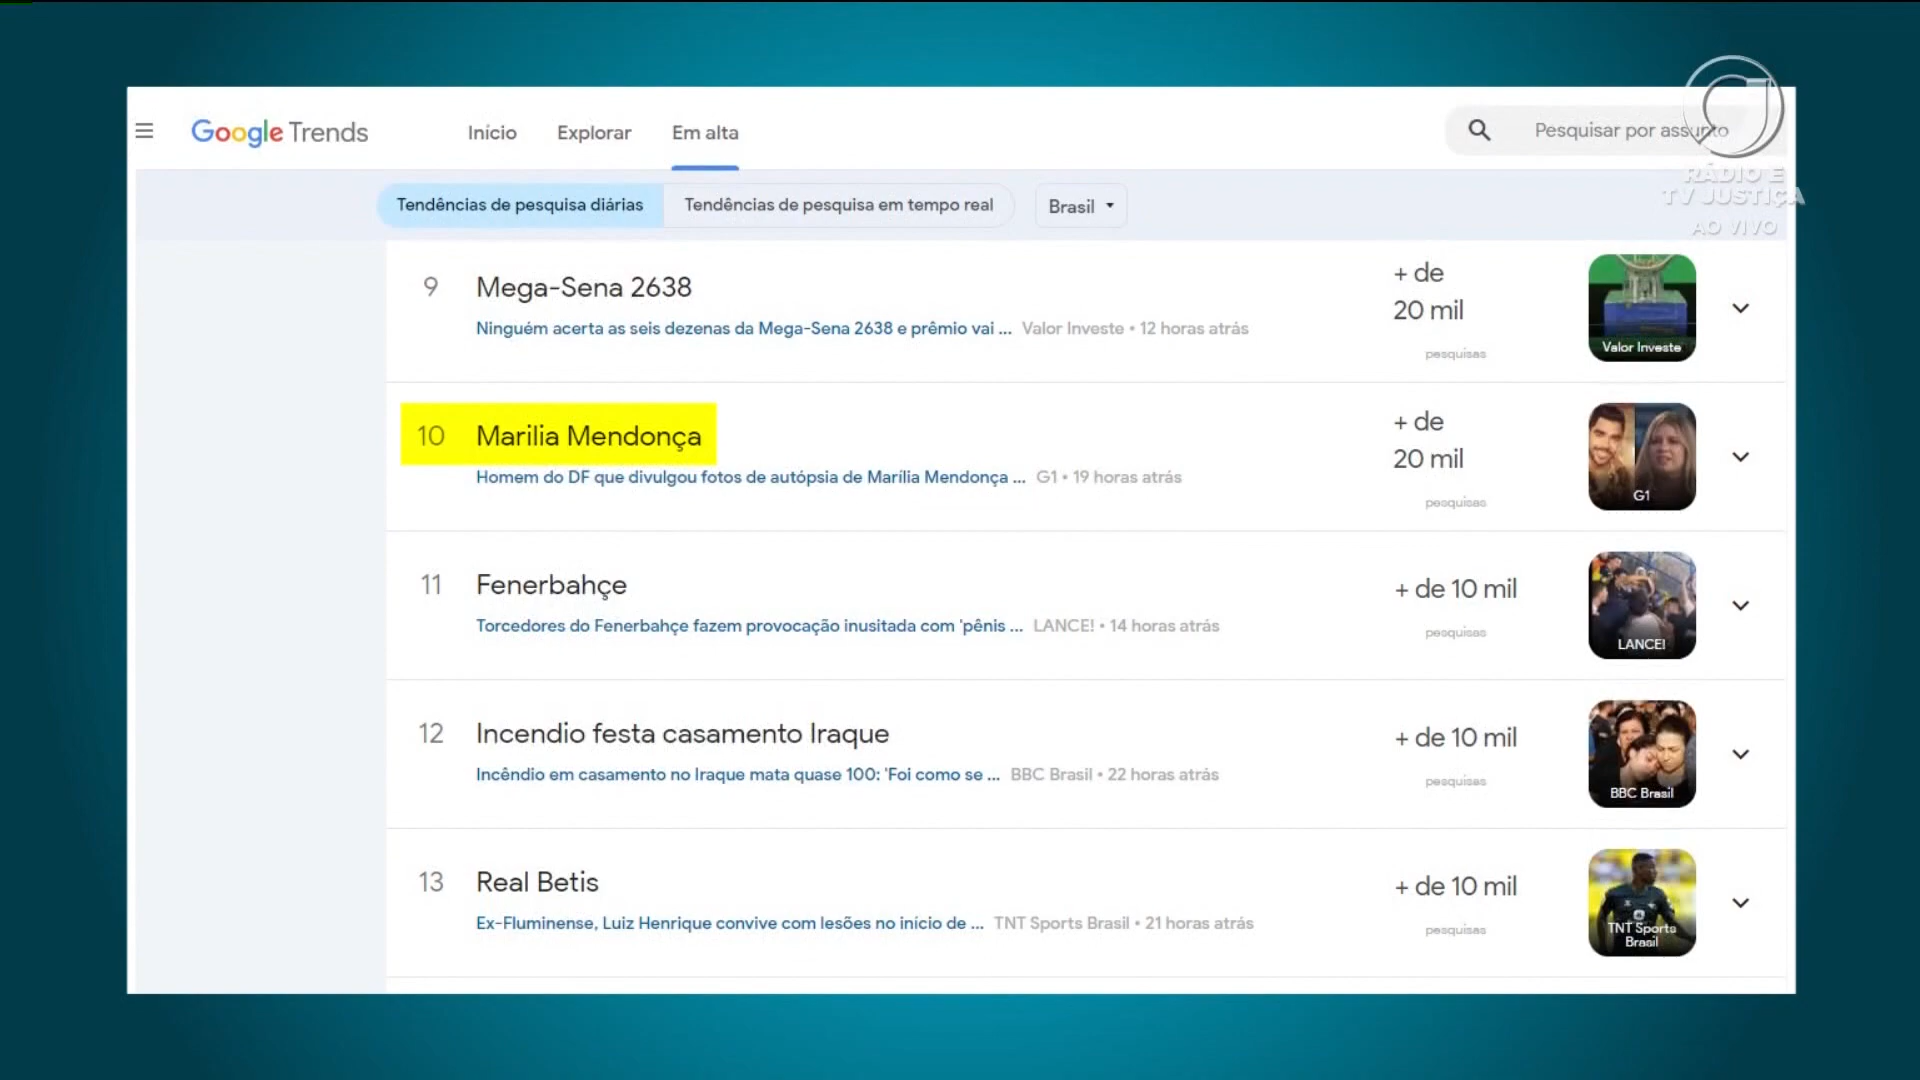 Google Trends
Início
Explorar
Em alta
Pesquisar por assunto
RÁDIO E
TV JUSTIÇA
AO VIVO
Tendências de pesquisa diárias
Tendências de pesquisa em tempo real
Brasil
9 Mega-Sena 2638
Ninguém acerta as seis dezenas da Mega-Sena 2638 e prêmio vai ... Valor Investe • 12 horas atrás
+ de
20 mil
pesquisas
Valor Investe
10 Marilia Mendonça
Homem do DF que divulgou fotos de autópsia de Marília Mendonça ... G1 • 19 horas atrás
+ de
20 mil
pesquisas
G1
11 Fenerbahçe
Torcedores do Fenerbahçe fazem provocação inusitada com 'pênis ... LANCE! • 14 horas atrás
+ de 10 mil
pesquisas
LANCE!
12 Incendio festa casamento Iraque
Incêndio em casamento no Iraque mata quase 100: 'Foi como se ... BBC Brasil • 22 horas atrás
+ de 10 mil
pesquisas
BBC Brasil
13 Real Betis
Ex-Fluminense, Luiz Henrique convive com lesões no início de ... TNT Sports Brasil • 21 horas atrás
+ de 10 mil
pesquisas
TNT Sports
Brasil